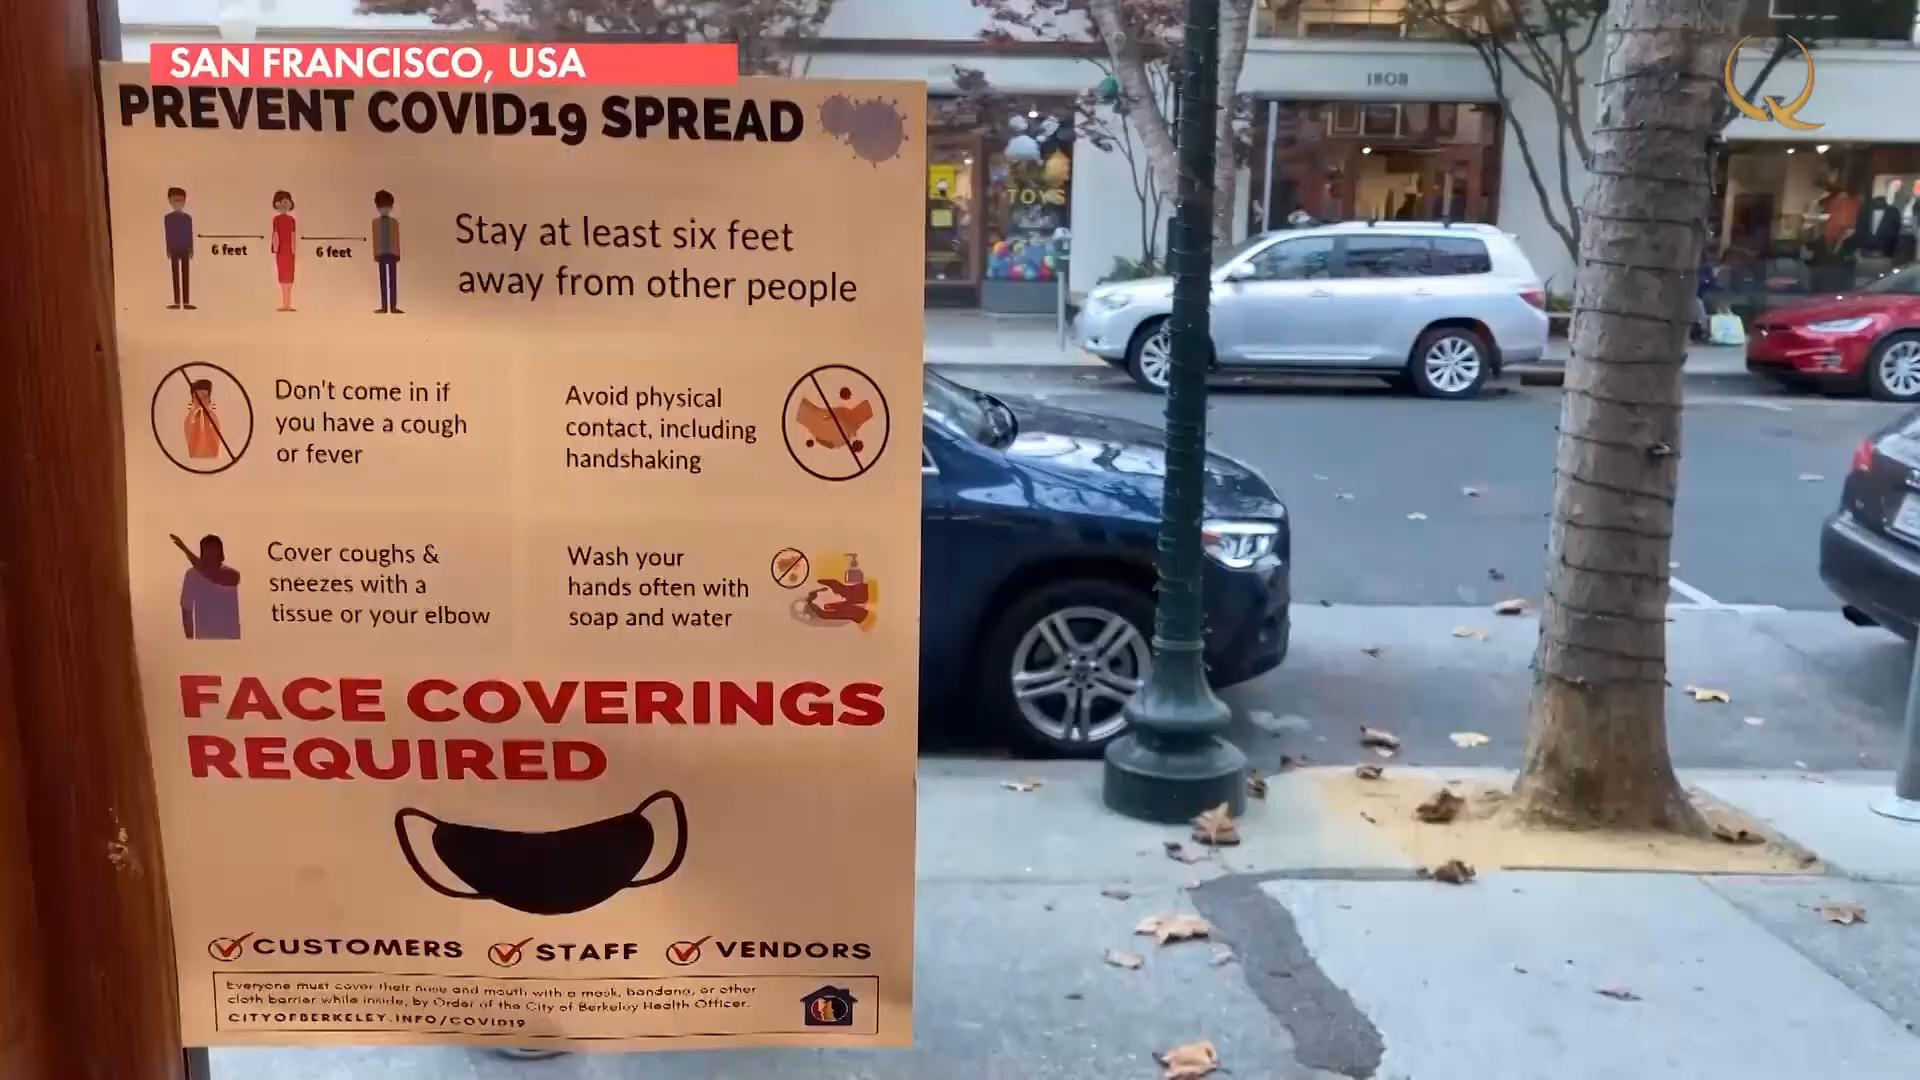 SAN FRANCISCO, USA
PREVENT COVID19 SPREAD
6 feet
6 feet
Stay at least six feet
away from other people
Don't come in if
you have a cough
or fever
Avoid physical
contact, including
handshaking
Cover coughs &
sneezes with a
tissue or your elbow
Wash your
hands often with
soap and water
FACE COVERINGS
REQUIRED
CUSTOMERS STAFF VENDORS
Everyone must cover their nose and mouth with a mask, bandana, or other
cloth barrier while inside, by Order of the City of Berkeley Health Officer.
CITYOFBERKELEY.INFO/COVID19
TOYS
1808